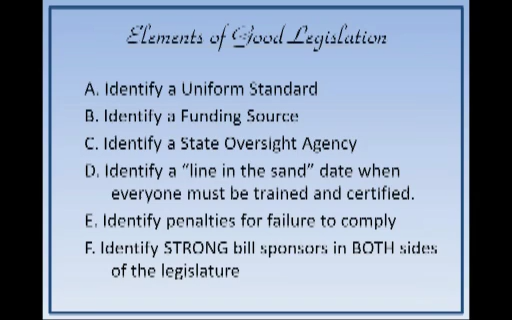 Elements of Good Legislation
A. Identify a Uniform Standard
B. Identify a Funding Source
C. Identify a State Oversight Agency
D. Identify a “line in the sand” date when
everyone must be trained and certified.
E. Identify penalties for failure to comply
F. Identify STRONG bill sponsors in BOTH sides
of the legislature